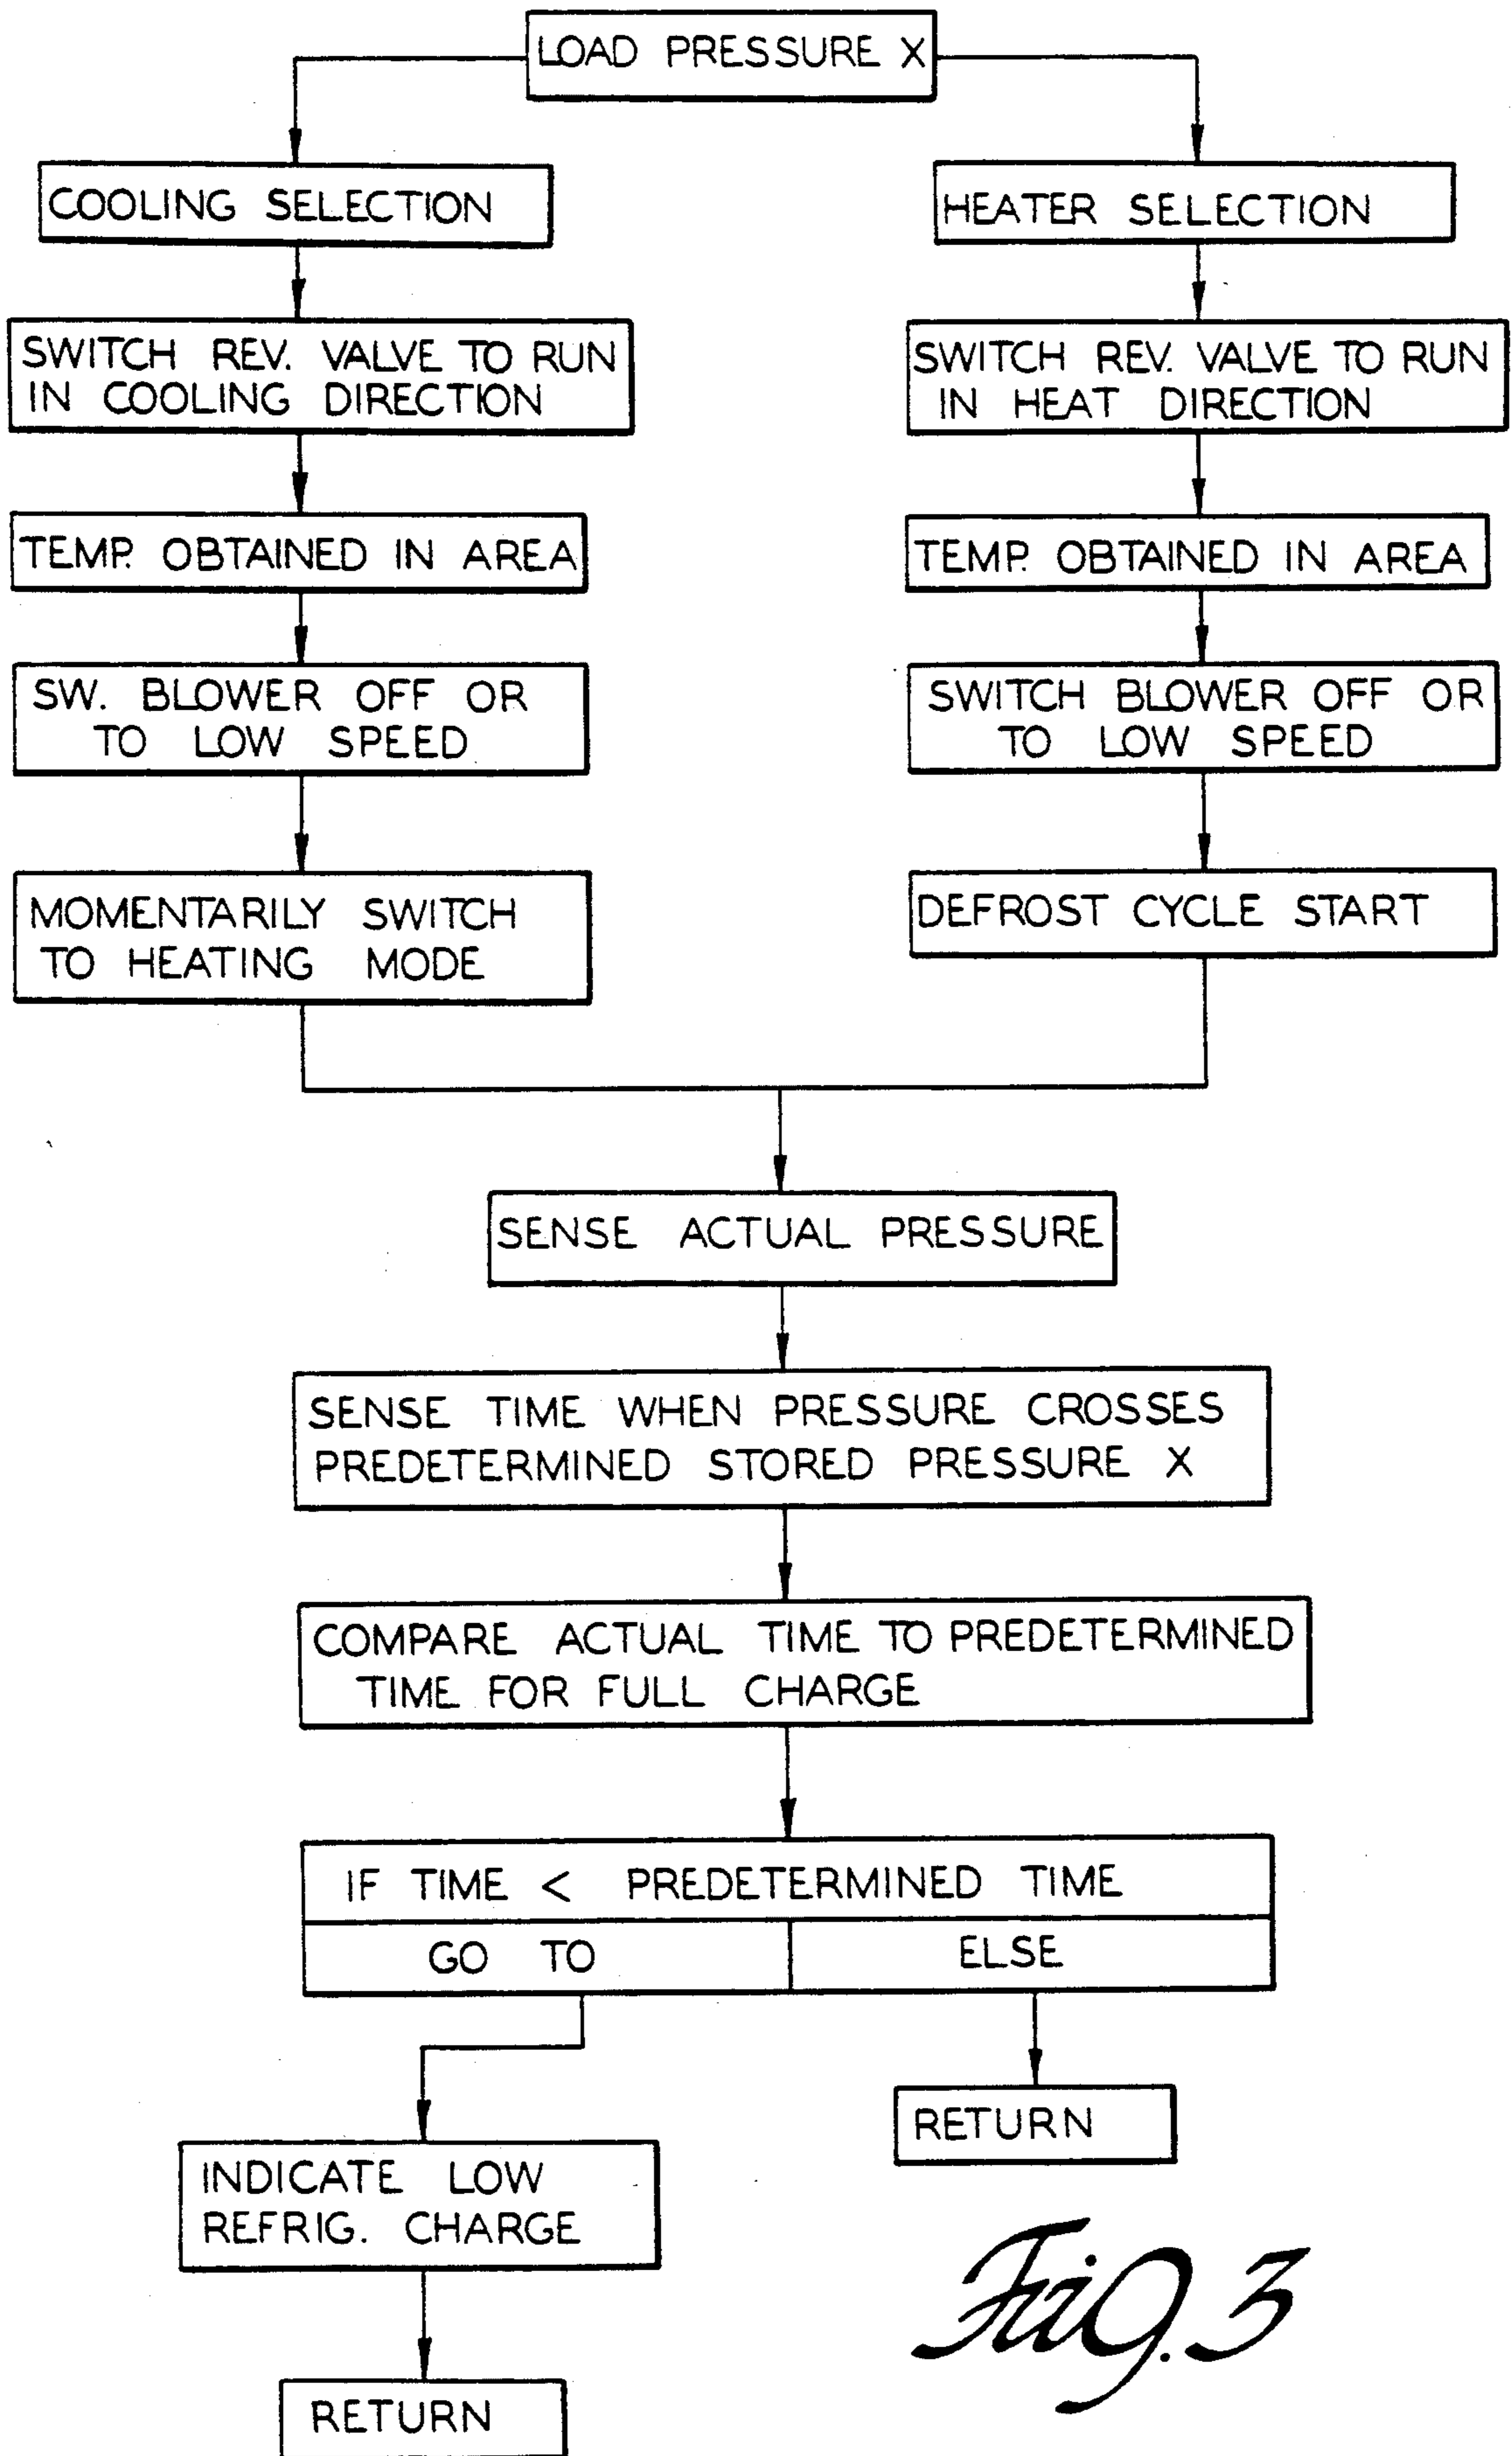 LOAD PRESSURE X
COOLING SELECTION
HEATER SELECTION
SWITCH REV. VALVE TO RUN
IN COOLING DIRECTION
SWITCH REV. VALVE TO RUN
IN HEAT DIRECTION
TEMP. OBTAINED IN AREA
TEMP. OBTAINED IN AREA
SW. BLOWER OFF OR
TO LOW SPEED
SWITCH BLOWER OFF OR
TO LOW SPEED
MOMENTARILY SWITCH
TO HEATING MODE
DEFROST CYCLE START
SENSE ACTUAL PRESSURE
SENSE TIME WHEN PRESSURE CROSSES
PREDETERMINED STORED PRESSURE X
COMPARE ACTUAL TIME TO PREDETERMINED
TIME FOR FULL CHARGE
IF TIME < PREDETERMINED TIME
GO TO
ELSE
RETURN
INDICATE LOW
REFRIG. CHARGE
RETURN
Fig. 3